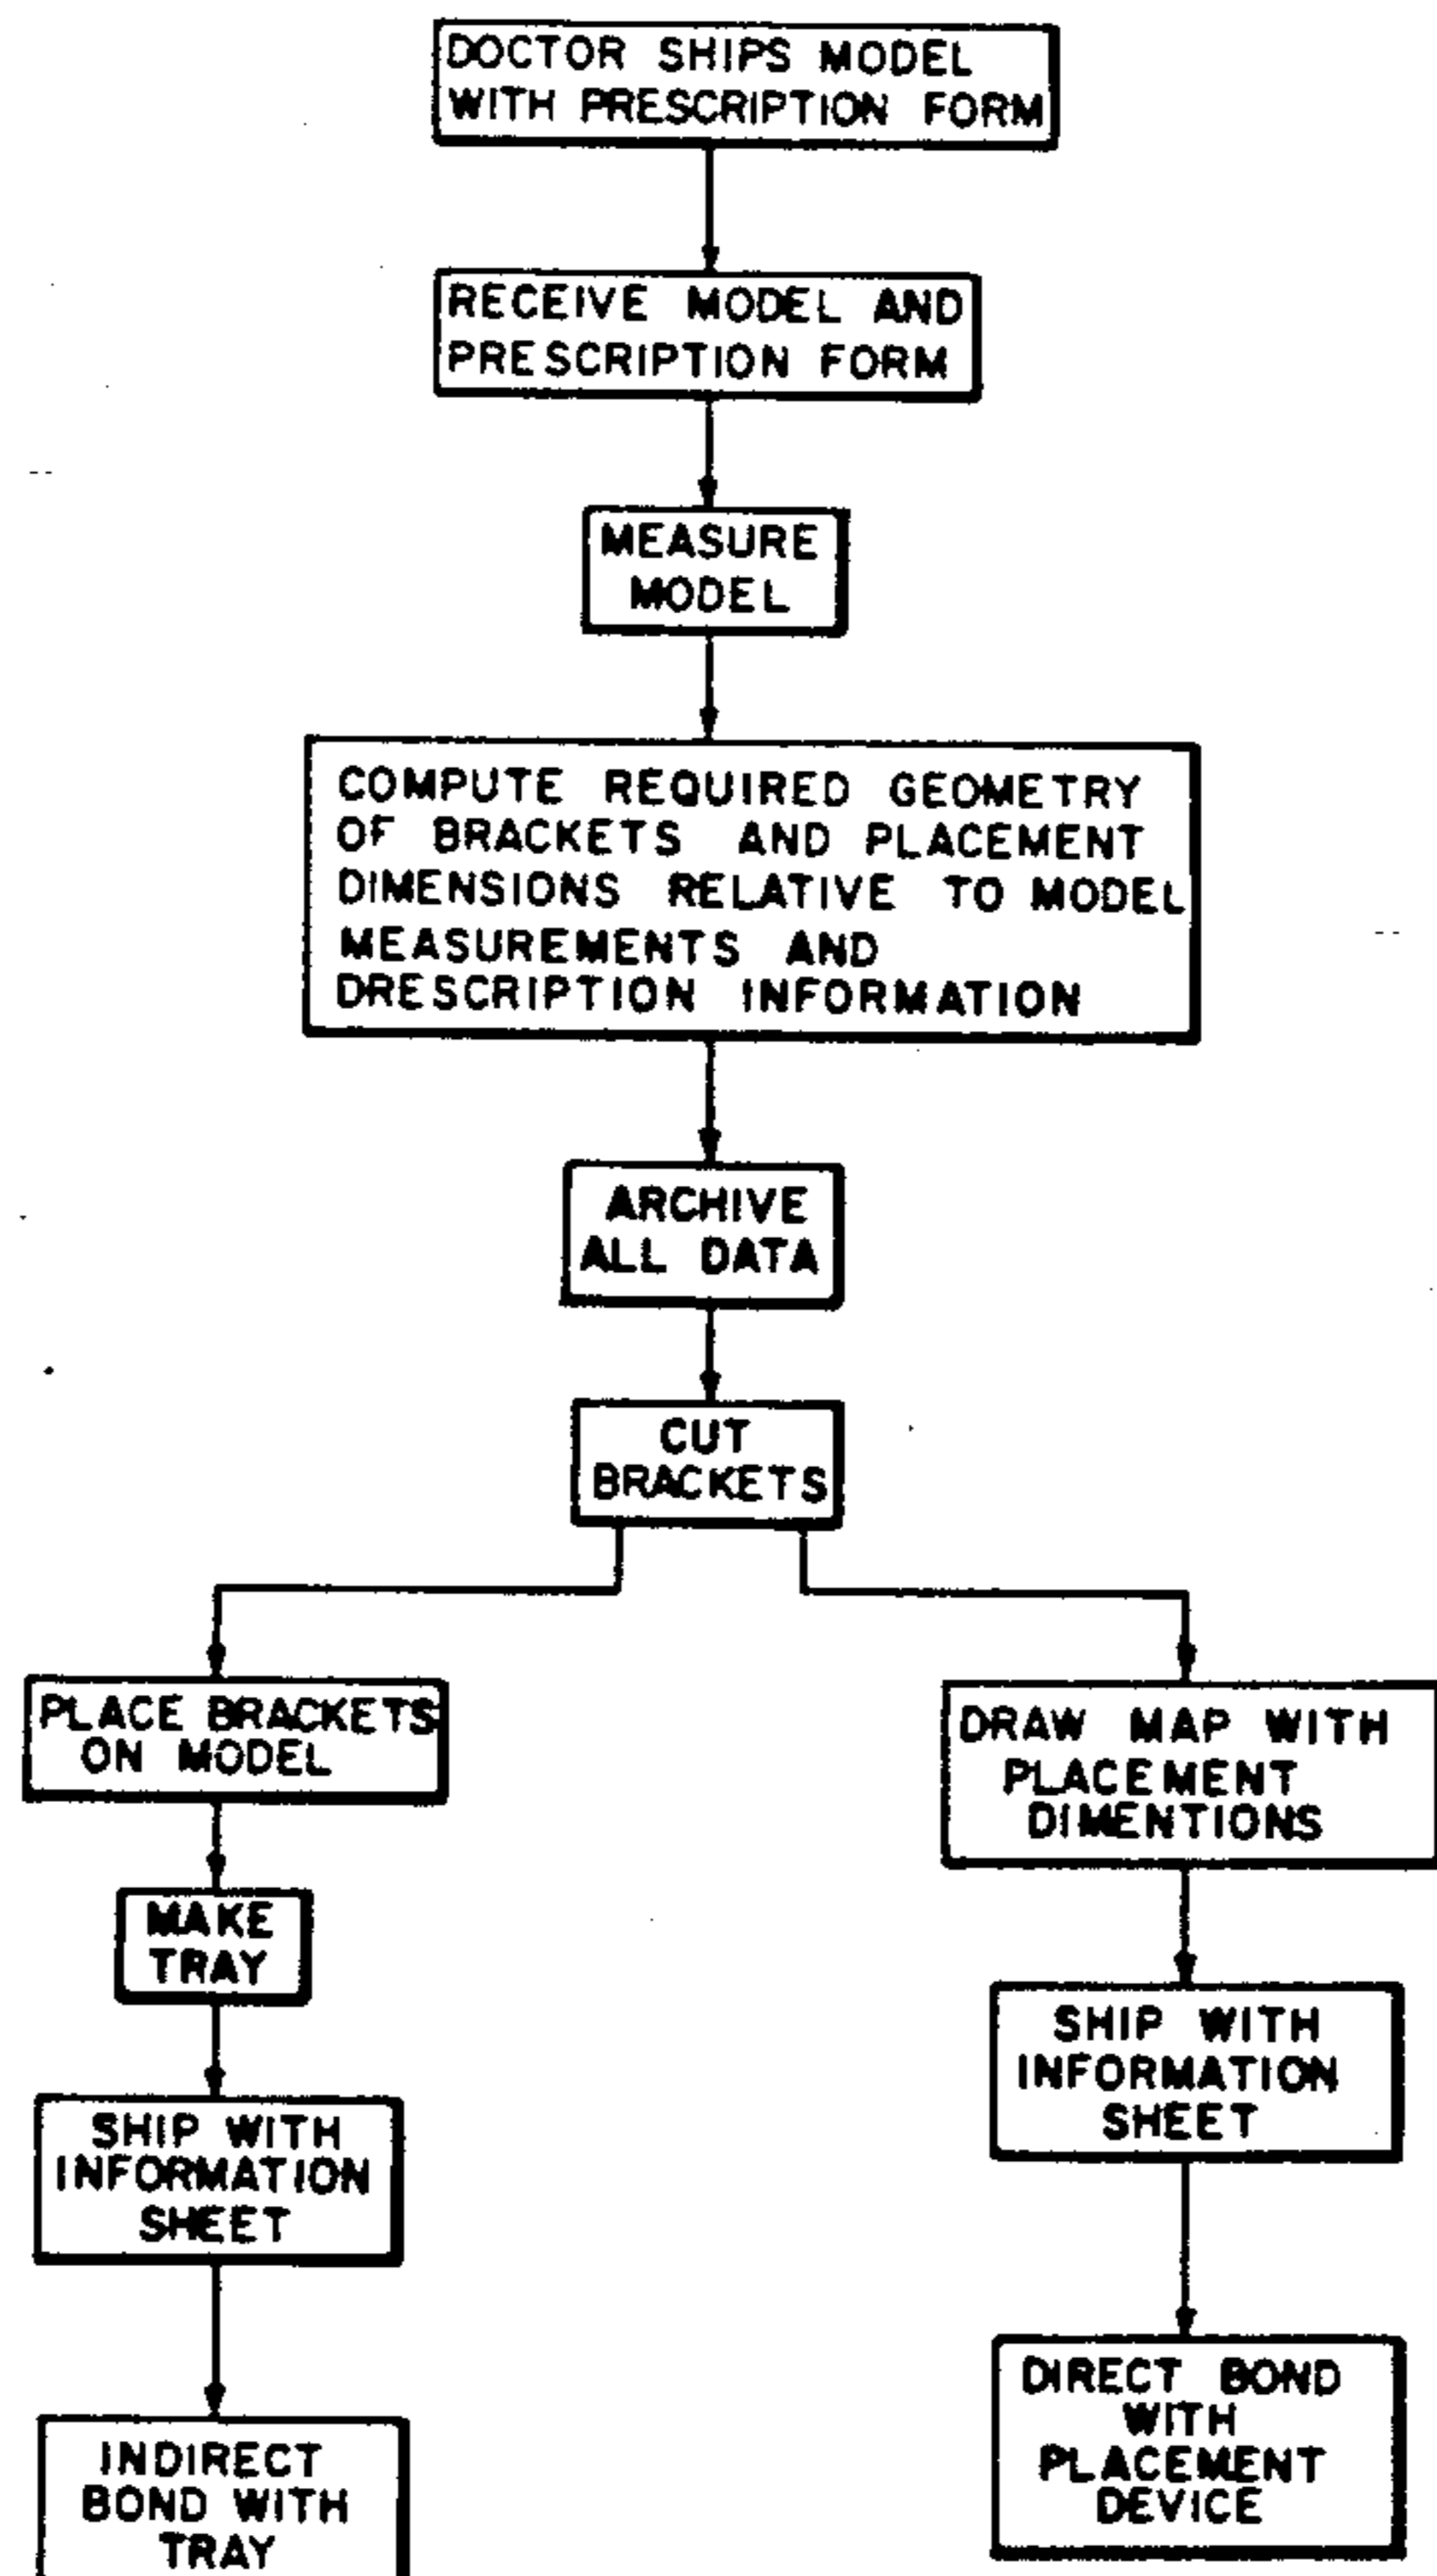 DOCTOR SHIPS MODEL
WITH PRESCRIPTION FORM
RECEIVE MODEL AND
PRESCRIPTION FORM
MEASURE
MODEL
COMPUTE REQUIRED GEOMETRY
OF BRACKETS AND PLACEMENT
DIMENSIONS RELATIVE TO MODEL
MEASUREMENTS AND
DRESCRIPTION INFORMATION
ARCHIVE
ALL DATA
CUT
BRACKETS
PLACE BRACKETS
ON MODEL
MAKE
TRAY
SHIP WITH
INFORMATION
SHEET
INDIRECT
BOND WITH
TRAY
DRAW MAP WITH
PLACEMENT
DIMENTIONS
SHIP WITH
INFORMATION
SHEET
DIRECT BOND
WITH
PLACEMENT
DEVICE